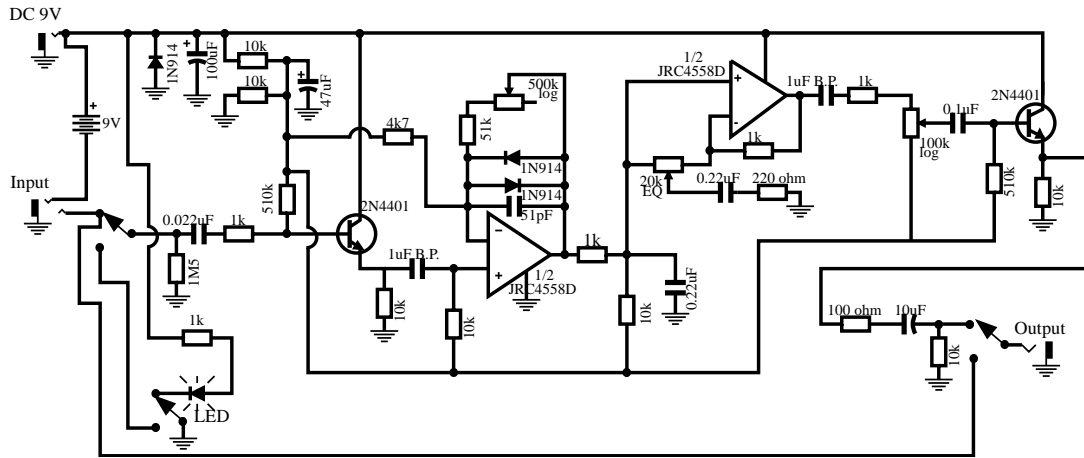 DC 9V
+
9V
1N914
+
100uF
10k
10k
+
47uF
4k7
510k
Input
0.022uF
1k
1M5
1k
LED
2N4401
1uF B.P.
10k
10k
500k
log
51k
1N914
1N914
51pF
-
+
1/2
JRC4558D
1k
0.22uF
10k
1/2
JRC4558D
+
-
1k
20k
EQ
0.22uF
220 ohm
1uF B.P.
1k
100k
log
0.1uF
2N4401
510k
10k
100 ohm
10uF
10k
Output